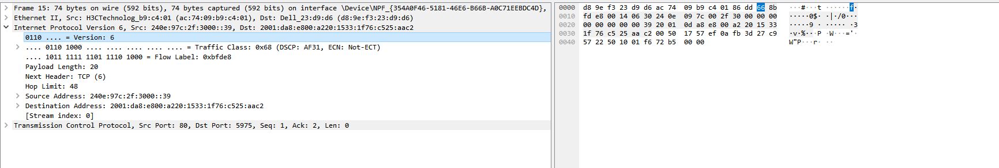 Frame 15: 74 bytes on wire (592 bits), 74 bytes captured (592 bits) on interface \Device\NPF_{354A0F46-5181-46E6-B66B-A0C71EEBDC4D},
Ethernet II, Src: H3CTechnolog_b9:c4:01 (ac:74:09:b9:c4:01), Dst: Dell_23:d9:d6 (d8:9e:f3:23:d9:d6)
Internet Protocol Version 6, Src: 240e:97c:2f:3000::39, Dst: 2001:da8:e800:a220:1533:1f76:c525:aac2
0110 .... = Version: 6
.... 0110 1000 .... .... .... .... .... = Traffic Class: 0x68 (DSCP: AF31, ECN: Not-ECT)
.... 1011 1111 1101 1110 1000 = Flow Label: 0xbfde8
Payload Length: 20
Next Header: TCP (6)
Hop Limit: 48
Source Address: 240e:97c:2f:3000::39
Destination Address: 2001:da8:e800:a220:1533:1f76:c525:aac2
[Stream index: 0]
Transmission Control Protocol, Src Port: 80, Dst Port: 5975, Seq: 1, Ack: 2, Len: 0
0000 d8 9e f3 23 d9 d6 ac 74 09 b9 c4 01 86 dd 66 8b ···#···t ······f·
0010 fd e8 00 14 06 30 24 0e 09 7c 00 2f 30 00 00 00 ·····0$· ·|·/0···
0020 00 00 00 00 00 39 20 01 0d a8 e8 00 a2 20 15 33 ·····9 · ····· ·3
0030 1f 76 c5 25 aa c2 00 50 17 57 ef 0a fb 3d 27 c9 ·v·%···P ·W···='·
0040 57 22 50 10 01 f6 72 b5 00 00 W"P···r· ··